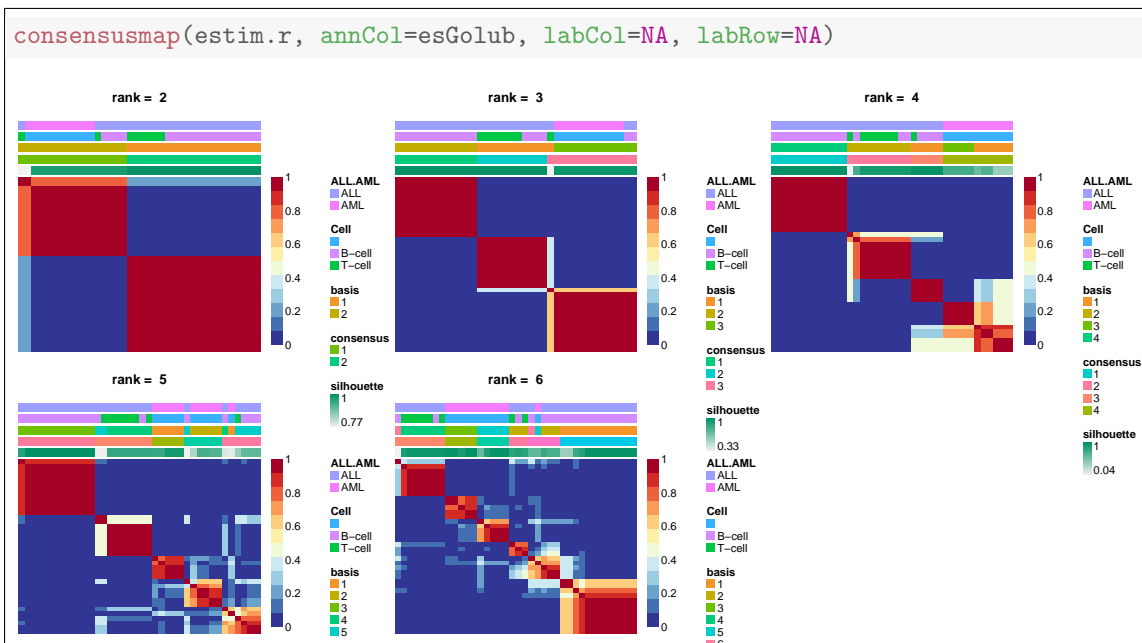 consensusmap(estim.r, annCol=esGolub, labCol=NA, labRow=NA)
rank = 2
1
0.8
0.6
0.4
0.2
0
ALL.AML
ALL
AML
Cell
B−cell
T−cell
basis
1
2
consensus
1
2
silhouette
1
0.77
rank = 3
1
0.8
0.6
0.4
0.2
0
ALL.AML
ALL
AML
Cell
B−cell
T−cell
basis
1
2
3
consensus
1
2
3
silhouette
1
0.33
rank = 4
1
0.8
0.6
0.4
0.2
0
ALL.AML
ALL
AML
Cell
B−cell
T−cell
basis
1
2
3
4
consensus
1
2
3
4
silhouette
1
0.04
rank = 5
1
0.8
0.6
0.4
0.2
0
ALL.AML
ALL
AML
Cell
B−cell
T−cell
basis
1
2
3
4
5
rank = 6
1
0.8
0.6
0.4
0.2
0
ALL.AML
ALL
AML
Cell
B−cell
T−cell
basis
1
2
3
4
5